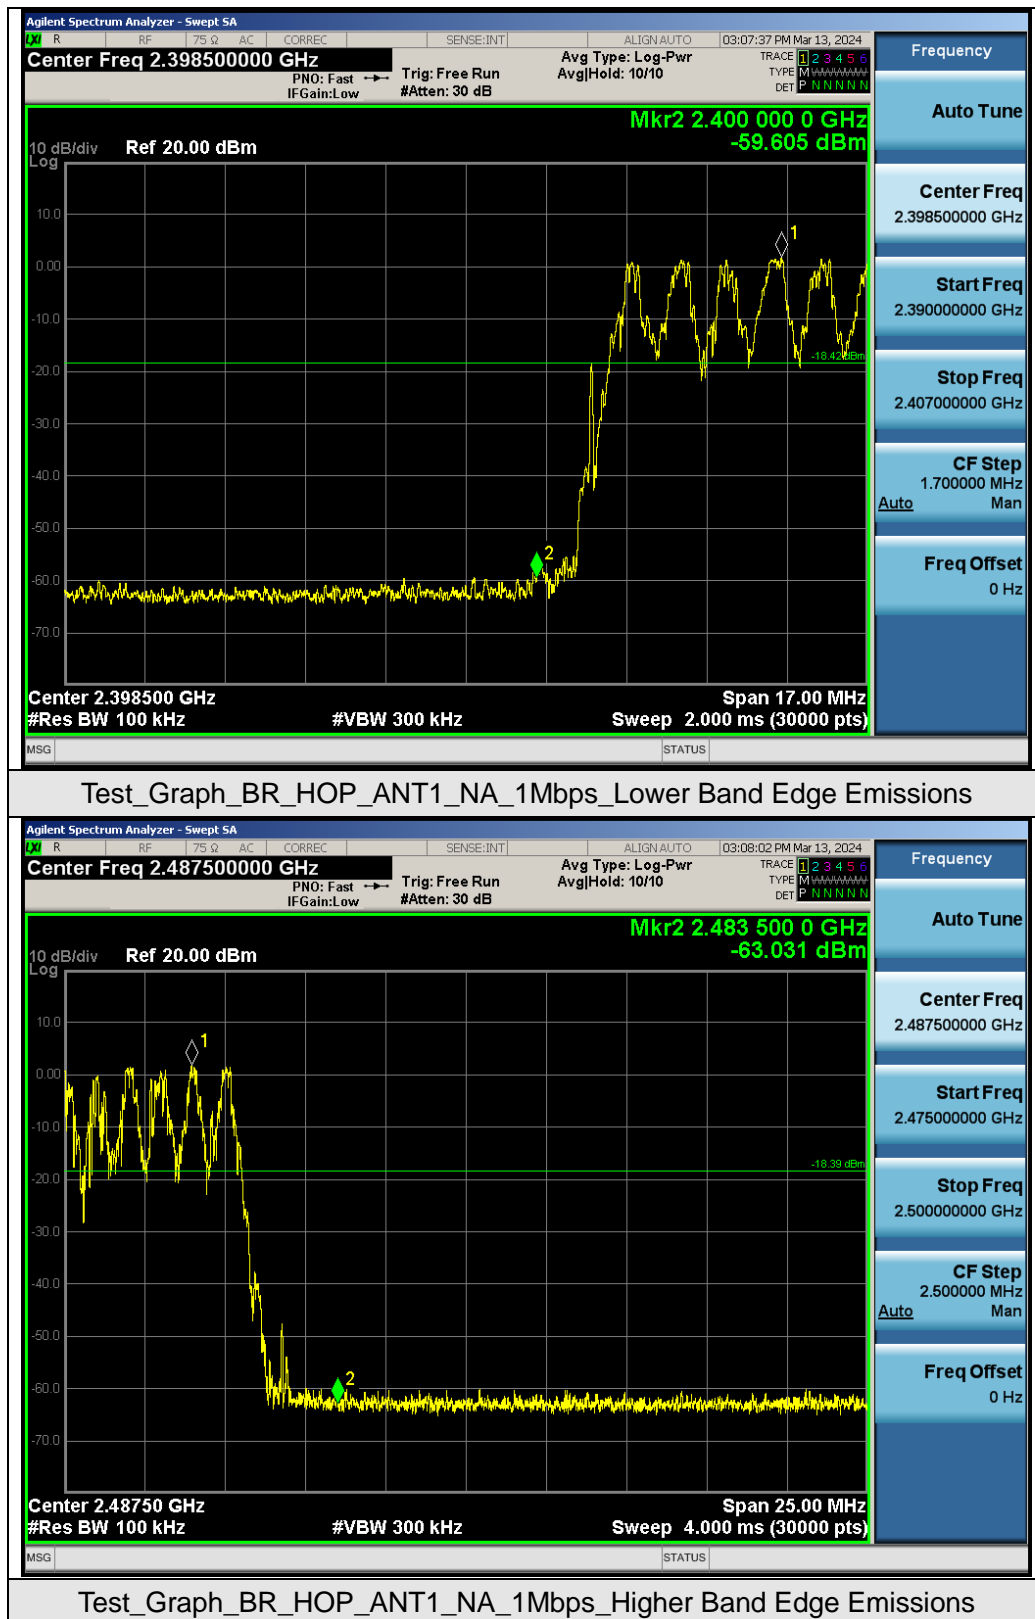 Agilent Spectrum Analyzer - Swept SA
LXI R RF 75 Ω AC CORREC SENSE:INT ALIGN AUTO 03:07:37 PM Mar 13, 2024
Center Freq 2.398500000 GHz
PNO: Fast
IFGain:Low
Trig: Free Run
#Atten: 30 dB
Avg Type: Log-Pwr
Avg|Hold: 10/10
TRACE 1 2 3 4 5 6
TYPE M WWWWW
DET P N N N N N
Mkr2 2.400 000 0 GHz
-59.605 dBm
10 dB/div Ref 20.00 dBm
Log
10.0
0.00
-10.0
-20.0
-30.0
-40.0
-50.0
-60.0
-70.0
1
-18.42 dBm
2
Center 2.398500 GHz Span 17.00 MHz
#Res BW 100 kHz #VBW 300 kHz Sweep 2.000 ms (30000 pts)
MSG STATUS
Frequency
Auto Tune
Center Freq
2.398500000 GHz
Start Freq
2.390000000 GHz
Stop Freq
2.407000000 GHz
CF Step
1.700000 MHz
Auto Man
Freq Offset
0 Hz
Test_Graph_BR_HOP_ANT1_NA_1Mbps_Lower Band Edge Emissions
Agilent Spectrum Analyzer - Swept SA
LXI R RF 75 Ω AC CORREC SENSE:INT ALIGN AUTO 03:08:02 PM Mar 13, 2024
Center Freq 2.487500000 GHz
PNO: Fast
IFGain:Low
Trig: Free Run
#Atten: 30 dB
Avg Type: Log-Pwr
Avg|Hold: 10/10
TRACE 1 2 3 4 5 6
TYPE M WWWWW
DET P N N N N N
Mkr2 2.483 500 0 GHz
-63.031 dBm
10 dB/div Ref 20.00 dBm
Log
10.0
0.00
-10.0
-20.0
-30.0
-40.0
-50.0
-60.0
-70.0
1
-18.39 dBm
2
Center 2.48750 GHz Span 25.00 MHz
#Res BW 100 kHz #VBW 300 kHz Sweep 4.000 ms (30000 pts)
MSG STATUS
Frequency
Auto Tune
Center Freq
2.487500000 GHz
Start Freq
2.475000000 GHz
Stop Freq
2.500000000 GHz
CF Step
2.500000 MHz
Auto Man
Freq Offset
0 Hz
Test_Graph_BR_HOP_ANT1_NA_1Mbps_Higher Band Edge Emissions